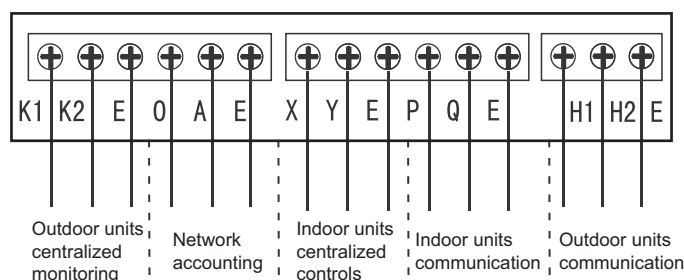 K1 K2 E O A E X Y E P Q E H1 H2 E
Outdoor units
centralized
monitoring
Network
accounting
Indoor units
centralized
controls
Indoor units
communication
Outdoor units
communication